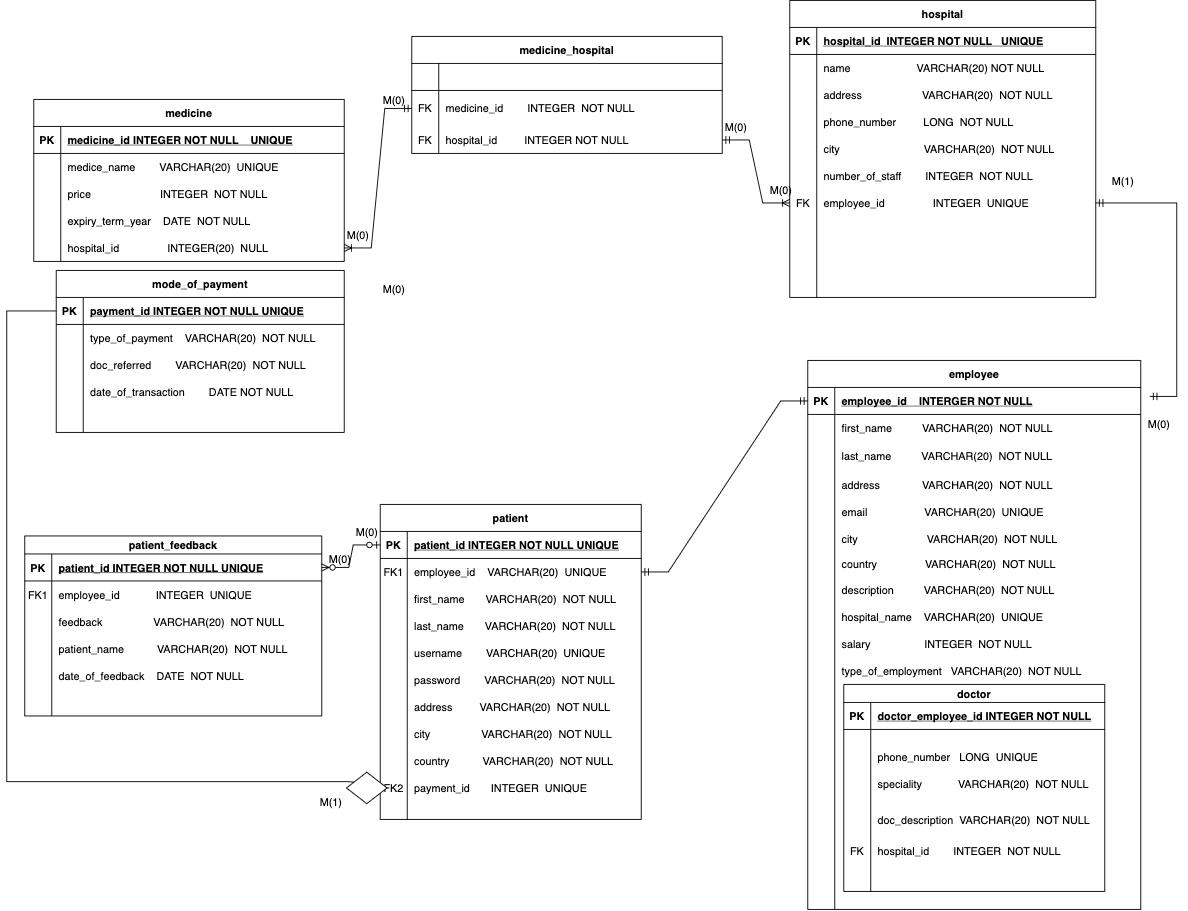 hospital
PK hospital_id INTEGER NOT NULL UNIQUE
name VARCHAR(20) NOT NULL
address VARCHAR(20) NOT NULL
phone_number LONG NOT NULL
city VARCHAR(20) NOT NULL
number_of_staff INTEGER NOT NULL
FK employee_id INTEGER UNIQUE
medicine_hospital
FK medicine_id INTEGER NOT NULL
FK hospital_id INTEGER NOT NULL
M(0)
M(0)
M(0)
M(0)
M(1)
medicine
PK medicine_id INTEGER NOT NULL UNIQUE
medice_name VARCHAR(20) UNIQUE
price INTEGER NOT NULL
expiry_term_year DATE NOT NULL
hospital_id INTEGER(20) NULL
mode_of_payment
PK payment_id INTEGER NOT NULL UNIQUE
type_of_payment VARCHAR(20) NOT NULL
doc_referred VARCHAR(20) NOT NULL
date_of_transaction DATE NOT NULL
M(0)
employee
PK employee_id INTERGER NOT NULL
first_name VARCHAR(20) NOT NULL
last_name VARCHAR(20) NOT NULL
address VARCHAR(20) NOT NULL
email VARCHAR(20) UNIQUE
city VARCHAR(20) NOT NULL
country VARCHAR(20) NOT NULL
description VARCHAR(20) NOT NULL
hospital_name VARCHAR(20) UNIQUE
salary INTEGER NOT NULL
type_of_employment VARCHAR(20) NOT NULL
M(0)
doctor
PK doctor_employee_id INTEGER NOT NULL
phone_number LONG UNIQUE
speciality VARCHAR(20) NOT NULL
doc_description VARCHAR(20) NOT NULL
FK hospital_id INTEGER NOT NULL
patient
PK patient_id INTEGER NOT NULL UNIQUE
FK1 employee_id VARCHAR(20) UNIQUE
first_name VARCHAR(20) NOT NULL
last_name VARCHAR(20) NOT NULL
username VARCHAR(20) UNIQUE
password VARCHAR(20) NOT NULL
address VARCHAR(20) NOT NULL
city VARCHAR(20) NOT NULL
country VARCHAR(20) NOT NULL
FK2 payment_id INTEGER UNIQUE
M(0)
M(0)
M(1)
patient_feedback
PK patient_id INTEGER NOT NULL UNIQUE
FK1 employee_id INTEGER UNIQUE
feedback VARCHAR(20) NOT NULL
patient_name VARCHAR(20) NOT NULL
date_of_feedback DATE NOT NULL